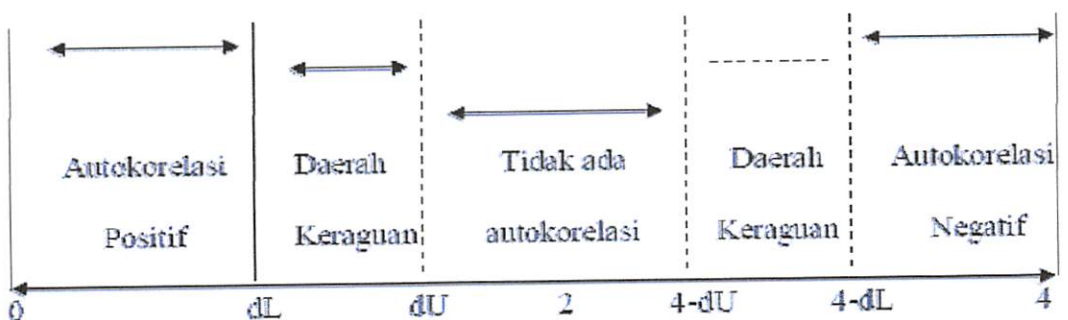 Autokorelasi Daerah Tidak ada Daerah Autokorelasi
Positif Keraguan autokorelasi Keraguan Negatif
0 dL dU 2 4-dU 4-dL 4